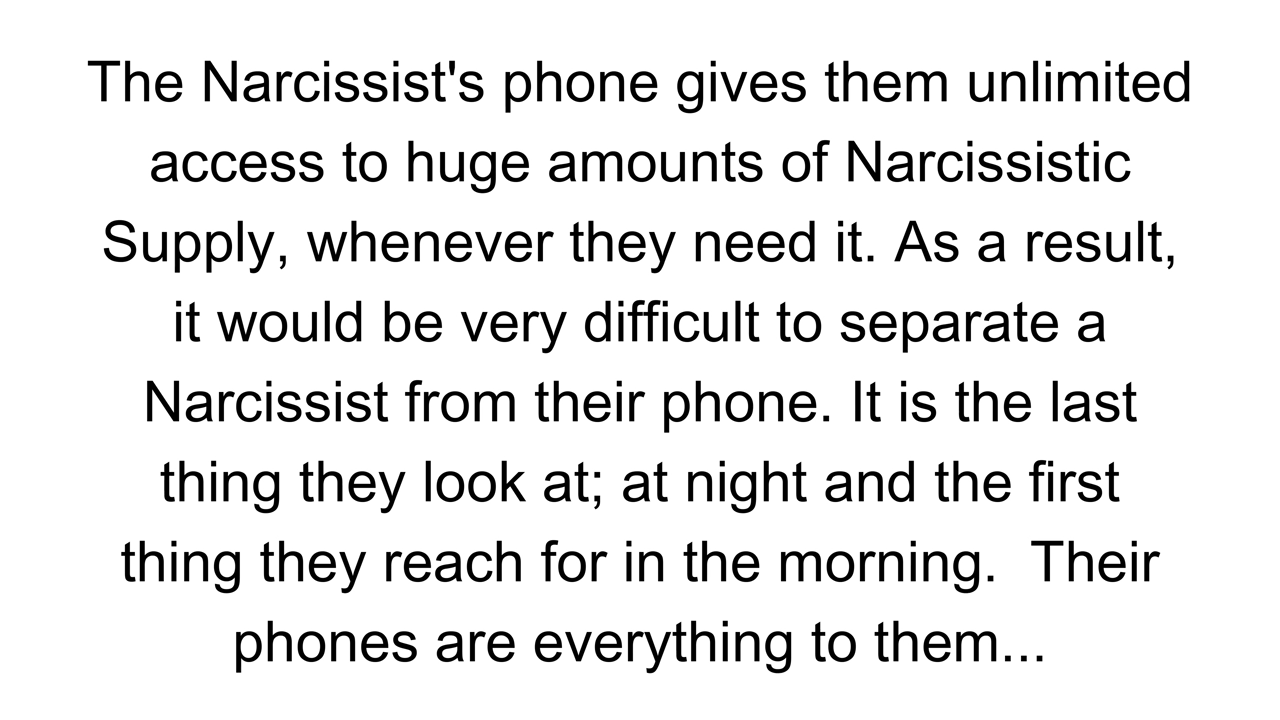 The Narcissist's phone gives them unlimited
access to huge amounts of Narcissistic
Supply, whenever they need it. As a result,
it would be very difficult to separate a
Narcissist from their phone. It is the last
thing they look at; at night and the first
thing they reach for in the morning.  Their
phones are everything to them...